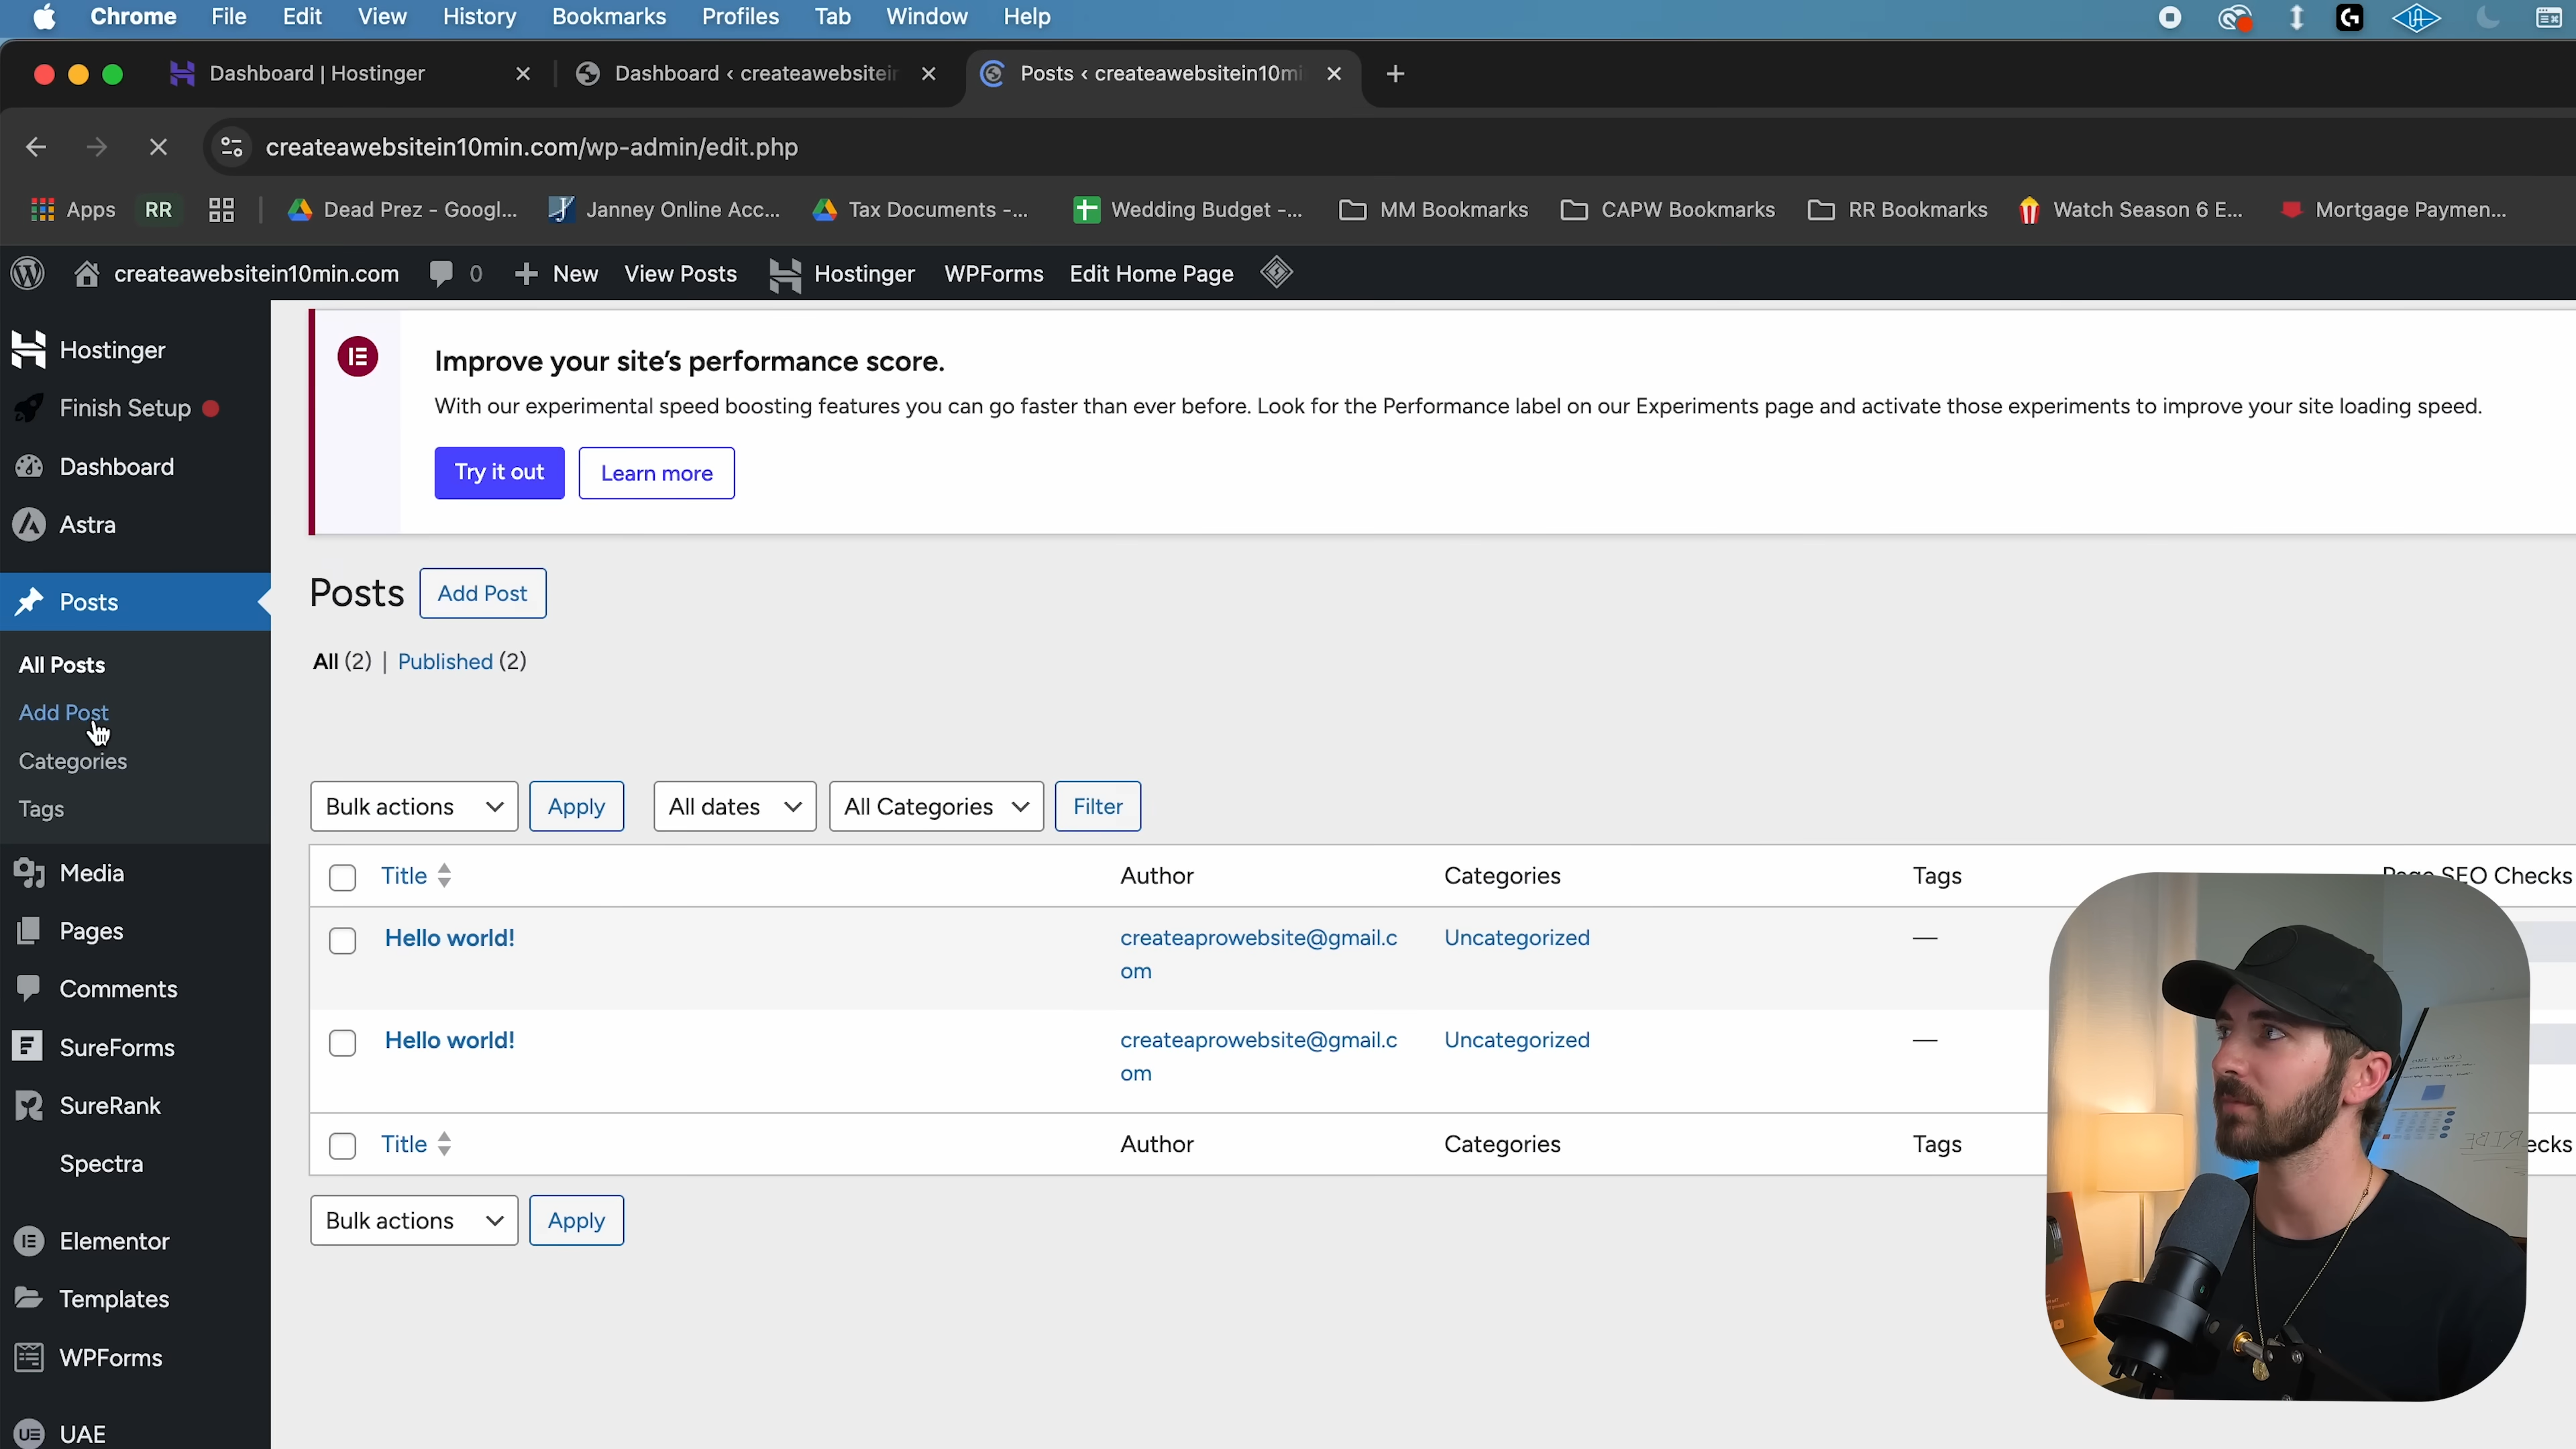 Chrome File Edit View History Bookmarks Profiles Tab Window Help
Dashboard | Hostinger Dashboard ‹ createawebsitein Posts ‹ createawebsitein10mi
createawebsitein10min.com/wp-admin/edit.php
Apps RR Dead Prez - Googl... Janney Online Acc... Tax Documents -... Wedding Budget -... MM Bookmarks CAPW Bookmarks RR Bookmarks Watch Season 6 E... Mortgage Paymen...
createawebsitein10min.com 0 New View Posts Hostinger WPForms Edit Home Page
Hostinger
Finish Setup
Dashboard
Astra
Posts
All Posts
Add Post
Categories
Tags
Media
Pages
Comments
SureForms
SureRank
Spectra
Elementor
Templates
WPForms
UAE
Improve your site's performance score.
With our experimental speed boosting features you can go faster than ever before. Look for the Performance label on our Experiments page and activate those experiments to improve your site loading speed.
Try it out Learn more
Posts Add Post
All (2) | Published (2)
Bulk actions Apply All dates All Categories Filter
Title Author Categories Tags Page SEO Checks
Hello world! createaprowebsite@gmail.c Uncategorized —
om
Hello world! createaprowebsite@gmail.c Uncategorized —
om
Title Author Categories Tags ecks
Bulk actions Apply